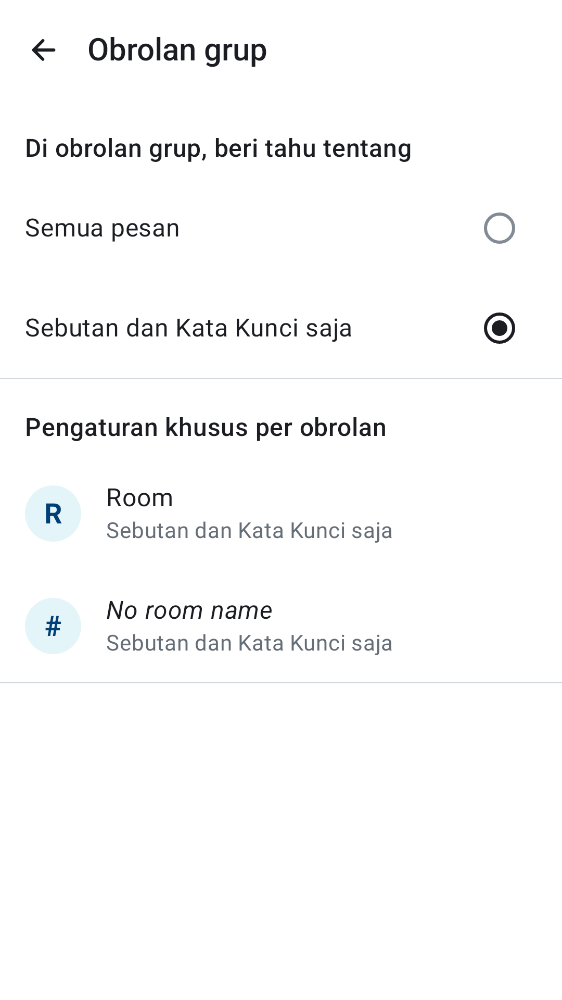 Obrolan grup
Di obrolan grup, beri tahu tentang
Semua pesan
Sebutan dan Kata Kunci saja
Pengaturan khusus per obrolan
R
Room
Sebutan dan Kata Kunci saja
#
No room name
Sebutan dan Kata Kunci saja